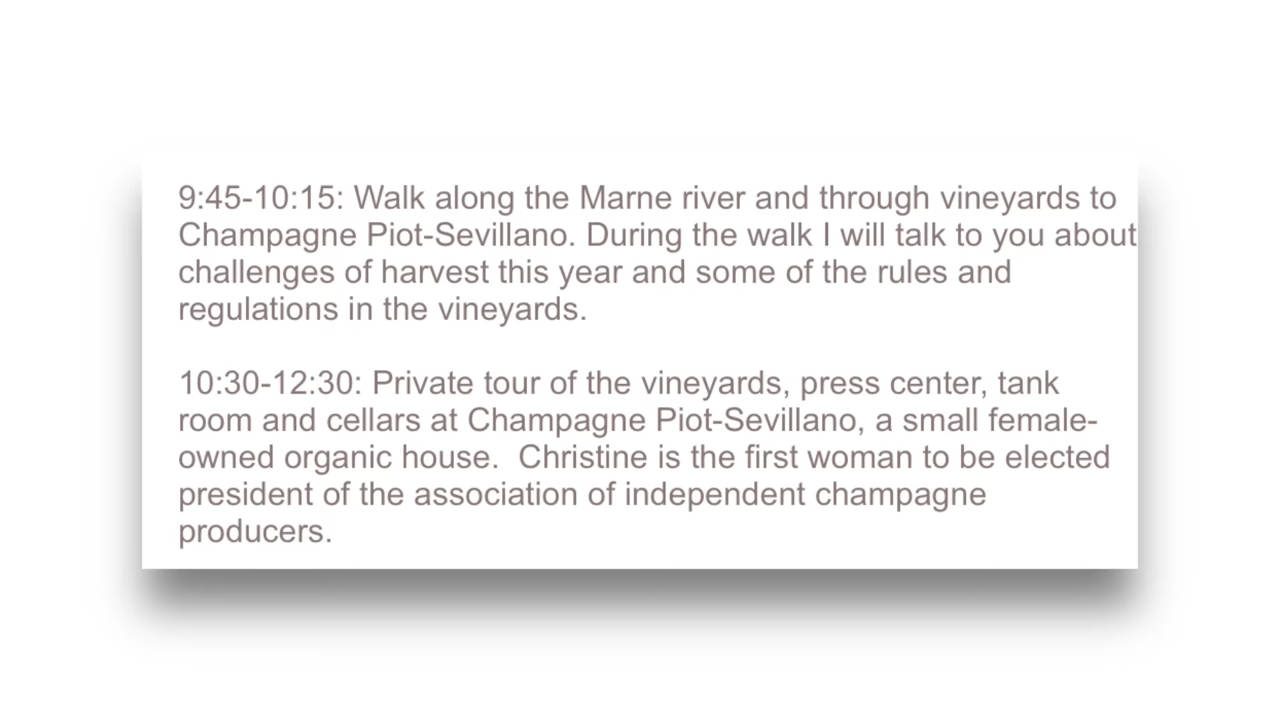 9:45-10:15: Walk along the Marne river and through vineyards to
Champagne Piot-Sevillano. During the walk I will talk to you about
challenges of harvest this year and some of the rules and
regulations in the vineyards.
10:30-12:30: Private tour of the vineyards, press center, tank
room and cellars at Champagne Piot-Sevillano, a small female-
owned organic house.  Christine is the first woman to be elected
president of the association of independent champagne
producers.